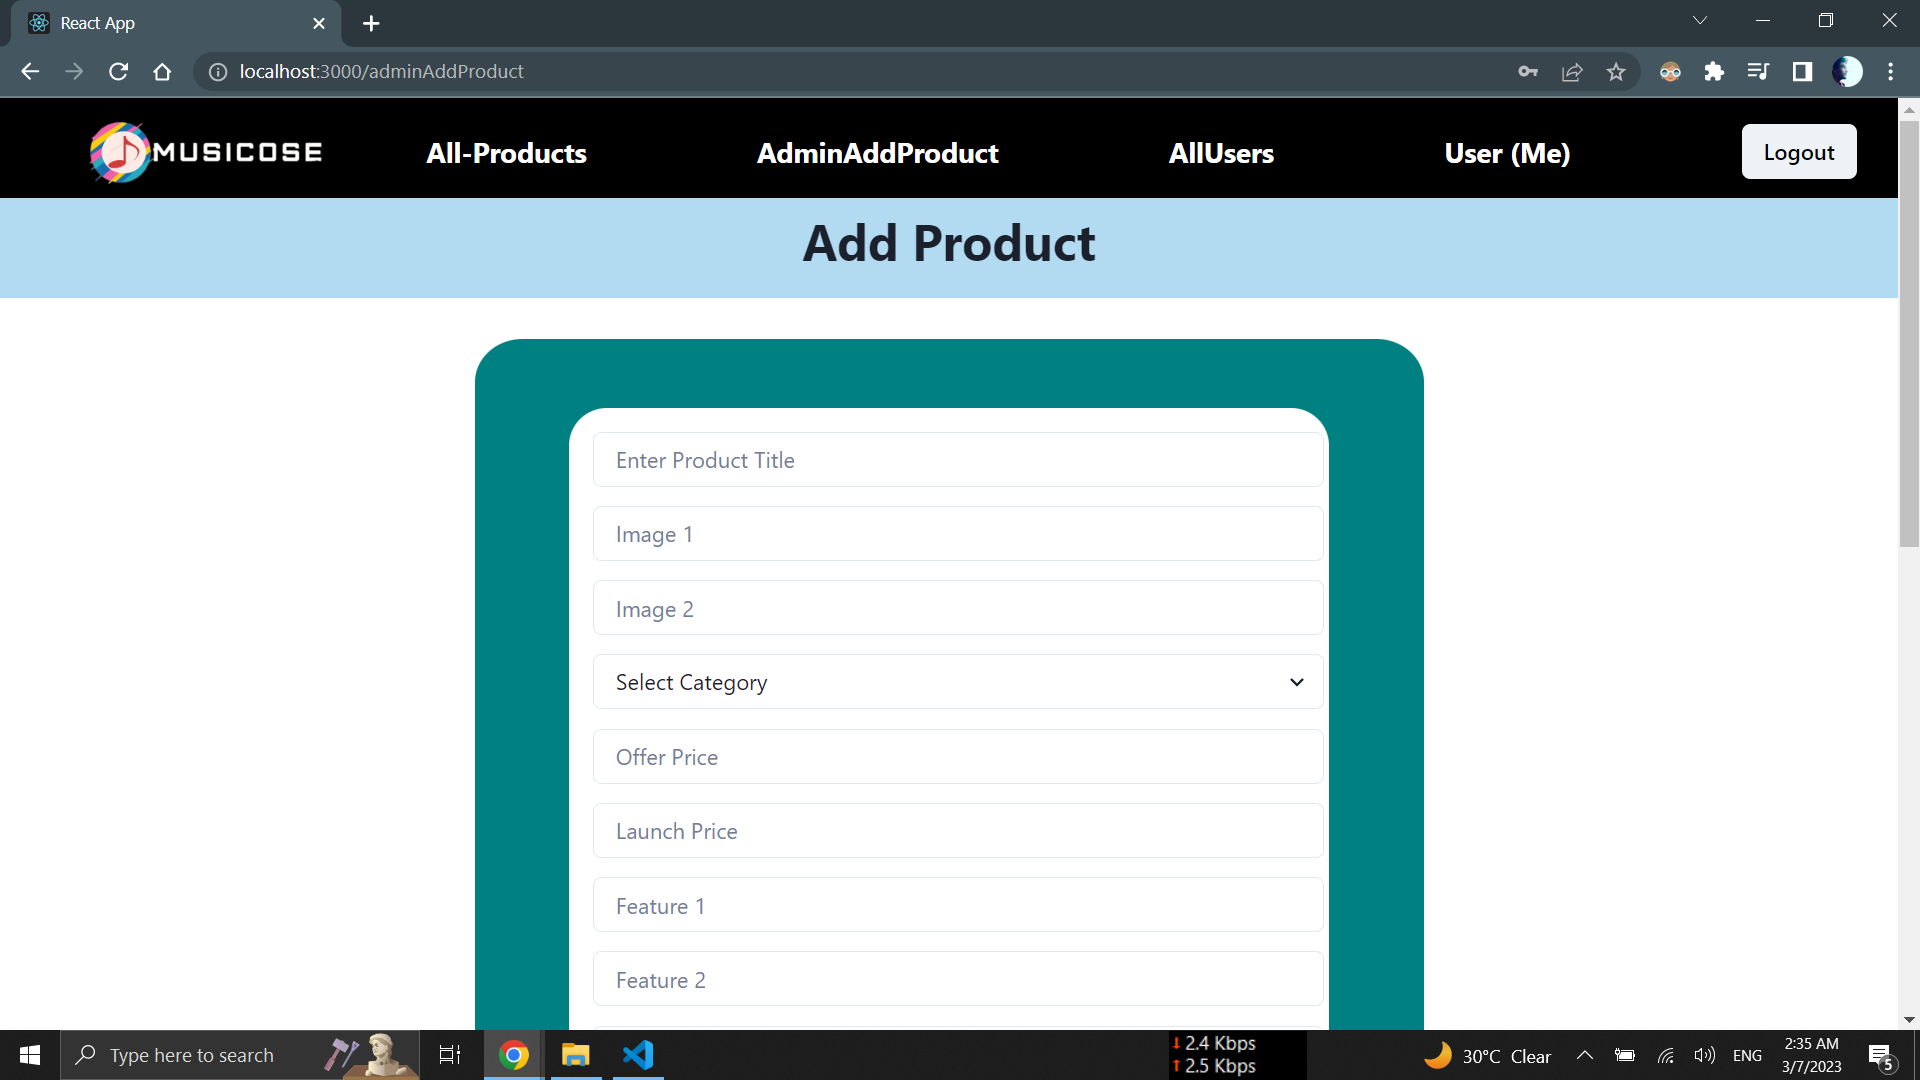 React App
localhost:3000/adminAddProduct
MUSICOSE
All-Products
AdminAddProduct
AllUsers
User (Me)
Logout
Add Product
Enter Product Title
Image 1
Image 2
Select Category
Offer Price
Launch Price
Feature 1
Feature 2
Type here to search
2.4 Kbps
2.5 Kbps
30°C Clear
ENG
2:35 AM
3/7/2023
5